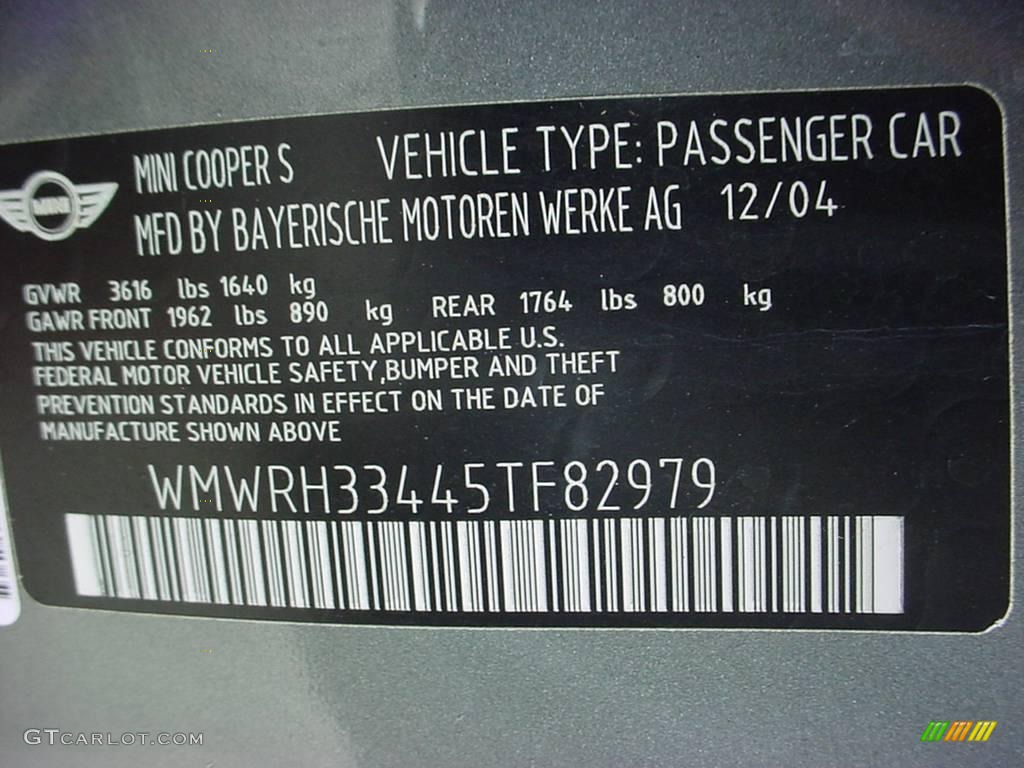 MINI COOPER S VEHICLE TYPE: PASSENGER CAR
MINI
MFD BY BAYERISCHE MOTOREN WERKE AG 12/04
GVWR 3616 lbs 1640 kg
GAWR FRONT 1962 lbs 890 kg REAR 1764 lbs 800 kg
THIS VEHICLE CONFORMS TO ALL APPLICABLE U.S.
FEDERAL MOTOR VEHICLE SAFETY,BUMPER AND THEFT
PREVENTION STANDARDS IN EFFECT ON THE DATE OF
MANUFACTURE SHOWN ABOVE
WMWRH33445TF82979
GTCARLOT.COM